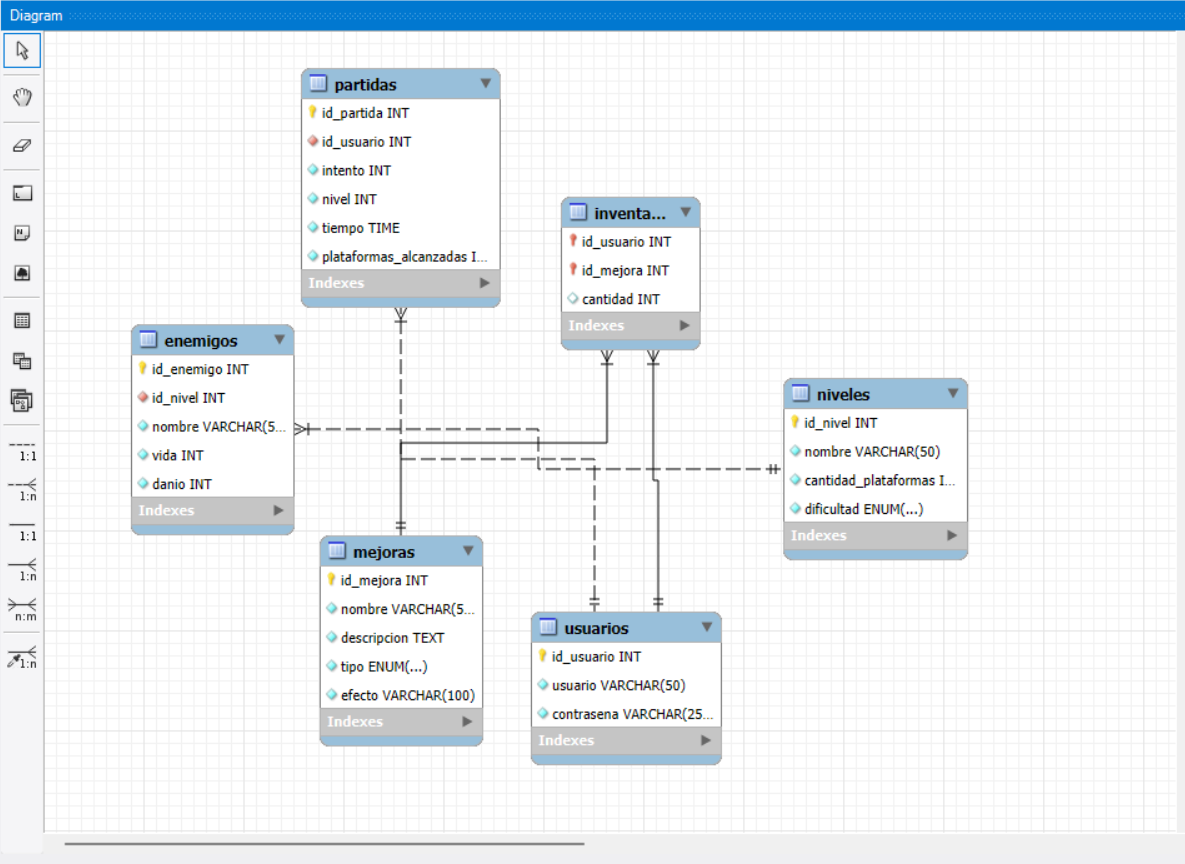 Diagram
partidas
id_partida INT
id_usuario INT
intento INT
nivel INT
tiempo TIME
plataformas_alcanzadas I...
Indexes
inventa...
id_usuario INT
id_mejora INT
cantidad INT
Indexes
enemigos
id_enemigo INT
id_nivel INT
nombre VARCHAR(5...
vida INT
danio INT
Indexes
niveles
id_nivel INT
nombre VARCHAR(50)
cantidad_plataformas I...
dificultad ENUM(...)
Indexes
mejoras
id_mejora INT
nombre VARCHAR(5...
descripcion TEXT
tipo ENUM(...)
efecto VARCHAR(100)
Indexes
usuarios
id_usuario INT
usuario VARCHAR(50)
contrasena VARCHAR(25...
Indexes
1:1
1:n
1:1
1:n
n:m
1:n